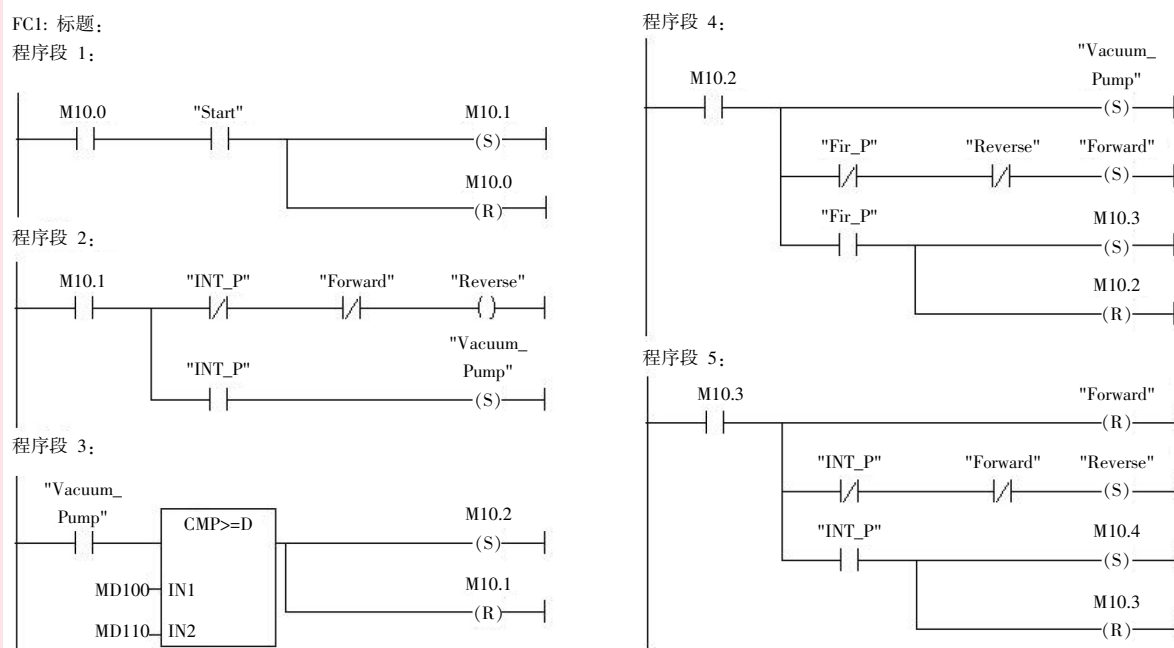 FC1: 标题:
程序段 1:
M10.0 "Start" M10.1
(S)
M10.0
(R)
程序段 2:
M10.1 "INT_P" "Forward" "Reverse"
( )
"Vacuum_
"INT_P" Pump"
(S)
程序段 3:
"Vacuum_
Pump" CMP>=D M10.2
(S)
M10.1
MD100 IN1 (R)
MD110 IN2
程序段 4:
"Vacuum_
M10.2 Pump"
(S)
"Fir_P" "Reverse" "Forward"
(S)
"Fir_P" M10.3
(S)
M10.2
(R)
程序段 5:
M10.3 "Forward"
(R)
"INT_P" "Forward" "Reverse"
(S)
"INT_P" M10.4
(S)
M10.3
(R)